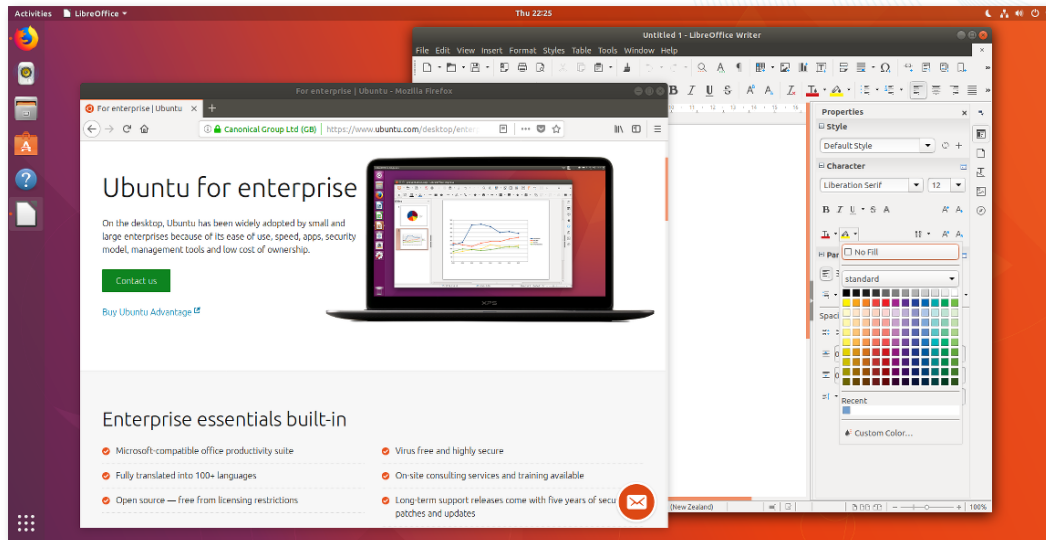 Activities
LibreOffice
Thu 22:25
Untitled 1 - LibreOffice Writer
File Edit View Insert Format Styles Table Tools Window Help
For enterprise | Ubuntu - Mozilla Firefox
For enterprise | Ubuntu
Canonical Group Ltd (GB)
https://www.ubuntu.com/desktop/enter
Ubuntu for enterprise
On the desktop, Ubuntu has been widely adopted by small and
large enterprises because of its ease of use, speed, apps, security
model, management tools and low cost of ownership.
Contact us
Buy Ubuntu Advantage
XPS
Enterprise essentials built-in
Microsoft-compatible office productivity suite
Virus free and highly secure
Fully translated into 100+ languages
On-site consulting services and training available
Open source — free from licensing restrictions
Long-term support releases come with five years of secu
patches and updates
Properties
Style
Default Style
Character
Liberation Serif
12
No Fill
Par
standard
Spaci
Recent
Custom Color...
(New Zealand)
100%